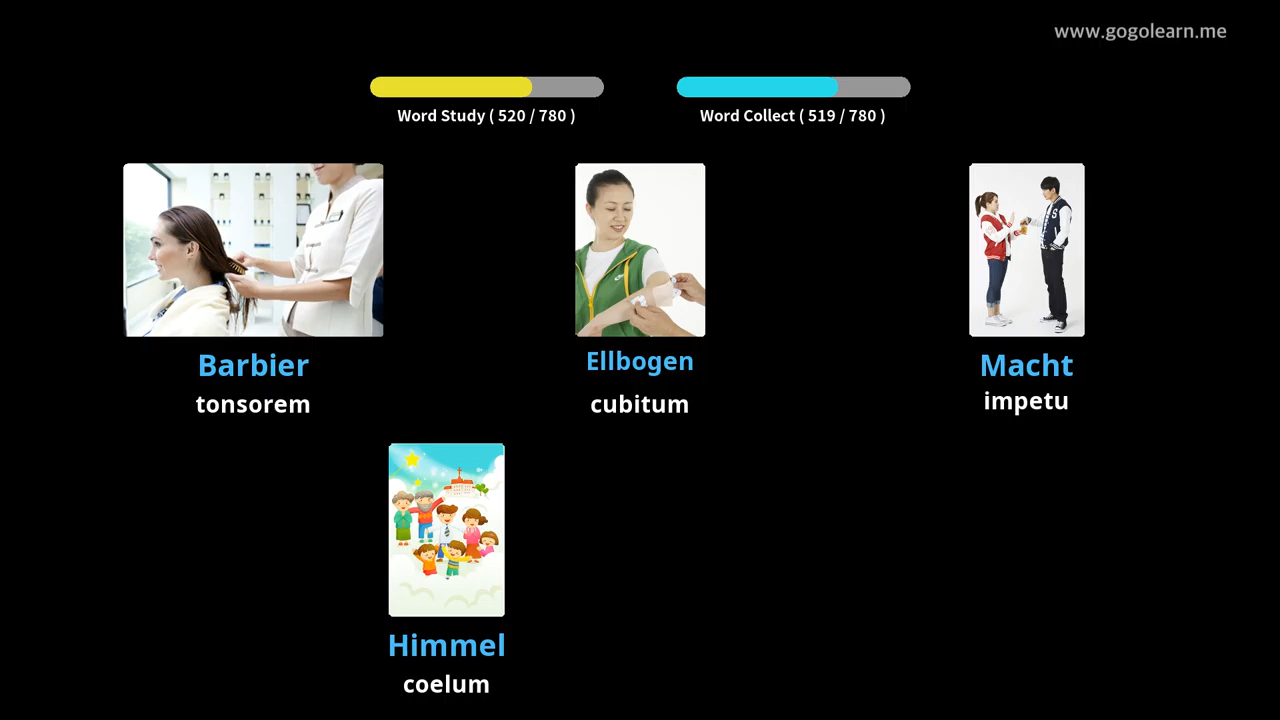 www.gogolearn.me
Word Study ( 520 / 780 )
Word Collect ( 519 / 780 )
Barbier
tonsorem
Ellbogen
cubitum
Macht
impetu
Himmel
coelum